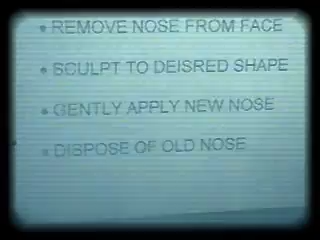 • REMOVE NOSE FROM FACE
• SCULPT TO DEISRED SHAPE
• GENTLY APPLY NEW NOSE
• DISPOSE OF OLD NOSE